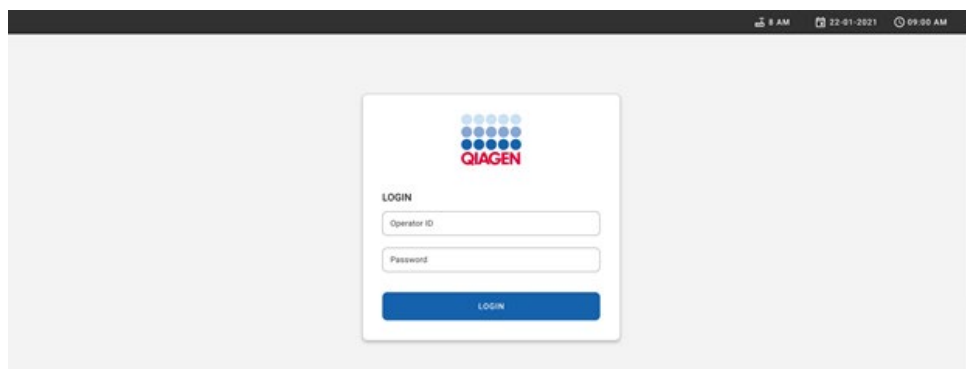 8 AM 22-01-2021 09:00 AM
QIAGEN
LOGIN
Operator ID
Password
LOGIN